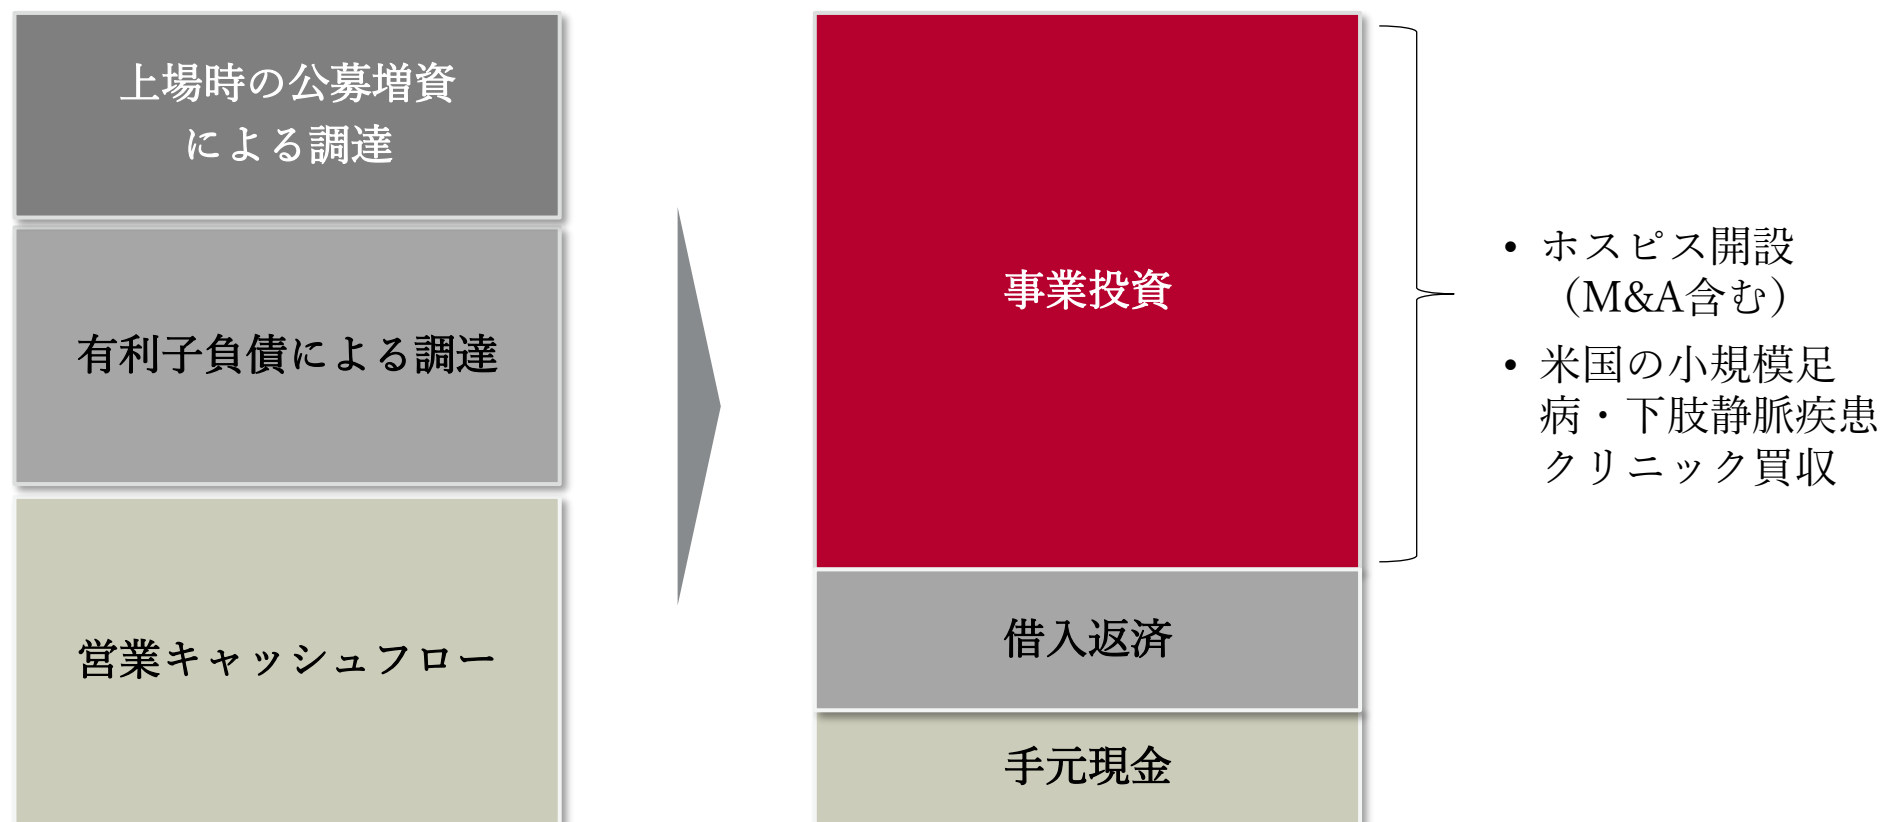 上場時の公募増資
による調達
有利子負債による調達
営業キャッシュフロー
事業投資
借入返済
手元現金
• ホスピス開設
（M&A含む）
• 米国の小規模足
病・下肢静脈疾患
クリニック買収